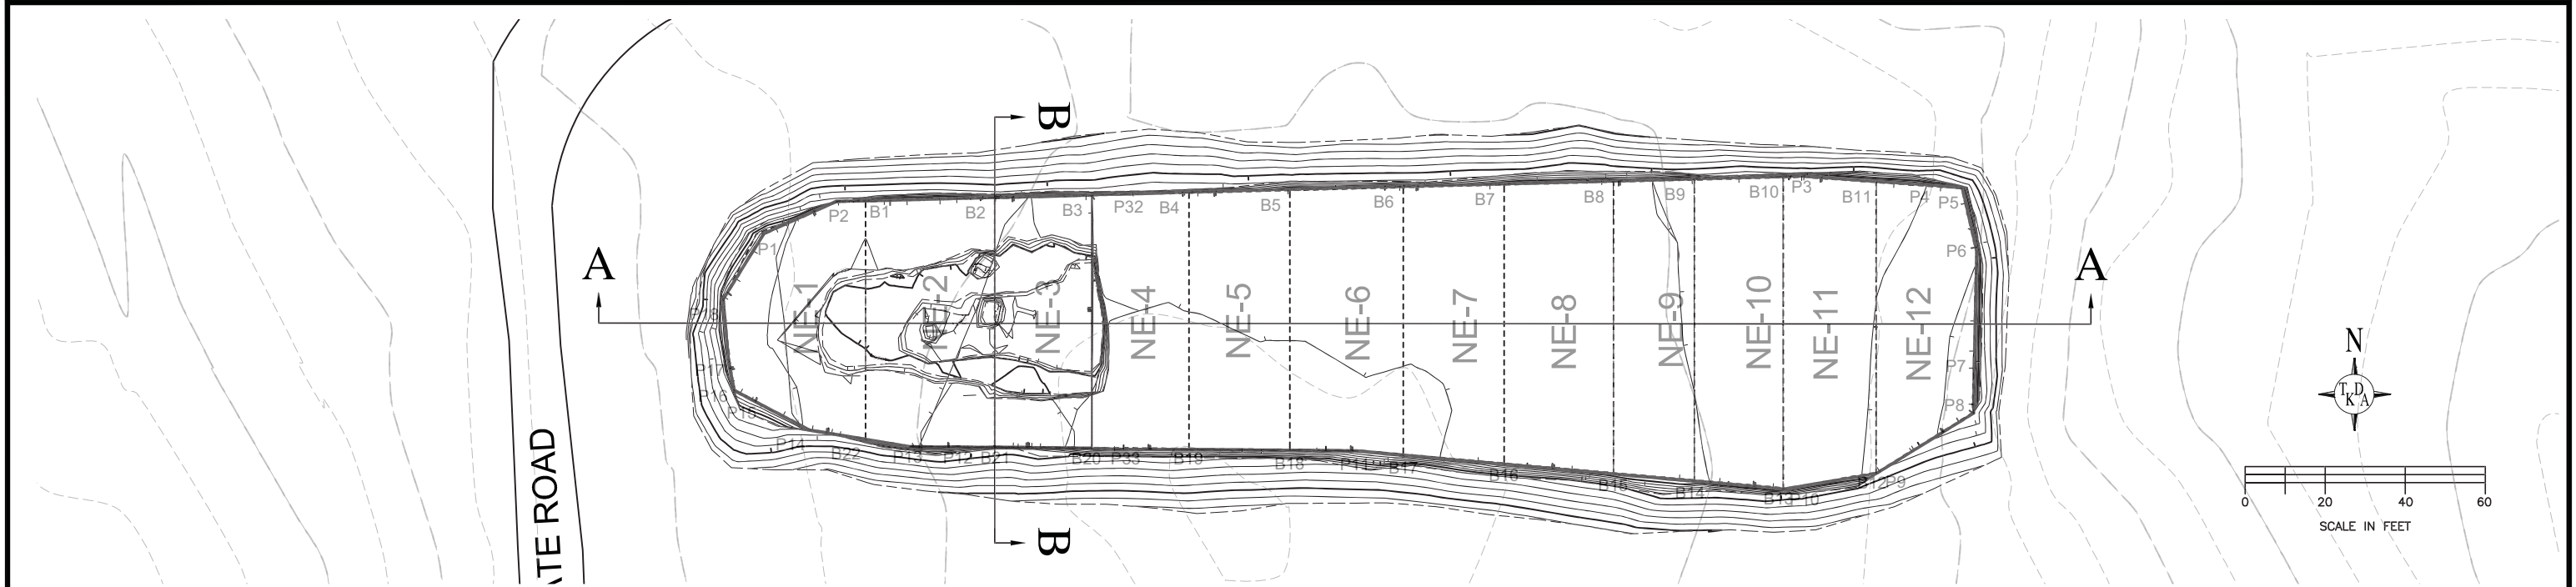 B
P2
B1
B2
B3
P32
B4
B5
B6
B7
B8
B9
B10
P3
B11
P4
P5
P1
P6
A
A
N
T
D
K
A
P18
NE-1
NE-2
NE-3
NE-4
NE-5
NE-6
NE-7
NE-8
NE-9
NE-10
NE-11
NE-12
P17
P16
P15
P7
P8
P14
B22
P13
P12
B21
B20
P33
B19
B18
P11
B17
B16
B15
B14
B13
P10
B12
P9
ATE ROAD
B
0
20
40
60
SCALE IN FEET